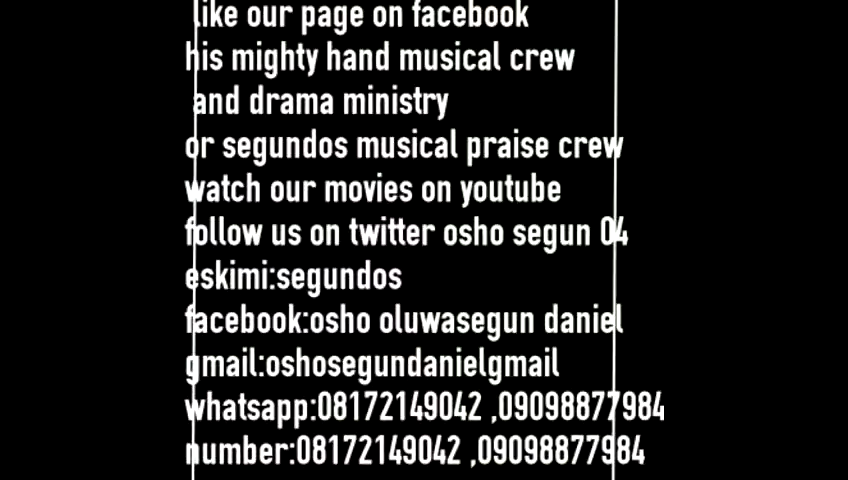 like our page on facebook
his mighty hand musical crew
and drama ministry
or segundos musical praise crew
watch our movies on youtube
follow us on twitter osho segun 04
eskimi:segundos
facebook:osho oluwasegun daniel
gmail:oshosegundanielgmail
whatsapp:08172149042 ,09098877984
number:08172149042 ,09098877984